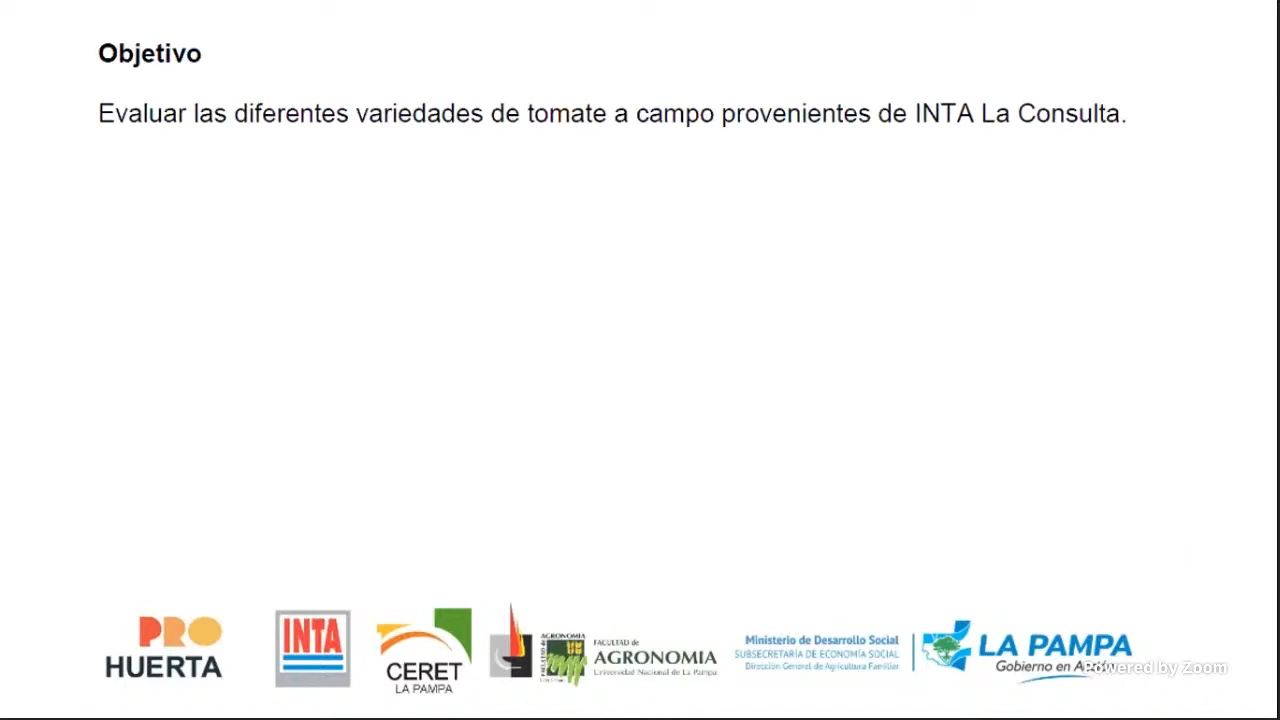 Objetivo
Evaluar las diferentes variedades de tomate a campo provenientes de INTA La Consulta.
PRO
HUERTA
INTA
CERET
LA PAMPA
AGRONOMIA
FACULTAD de
AGRONOMIA
Universidad Nacional de La Pampa
Ministerio de Desarrollo Social
SUBSECRETARÍA DE ECONOMÍA SOCIAL
Dirección General de Agricultura Familiar
LA PAMPA
Gobierno en
Powered by Zoom